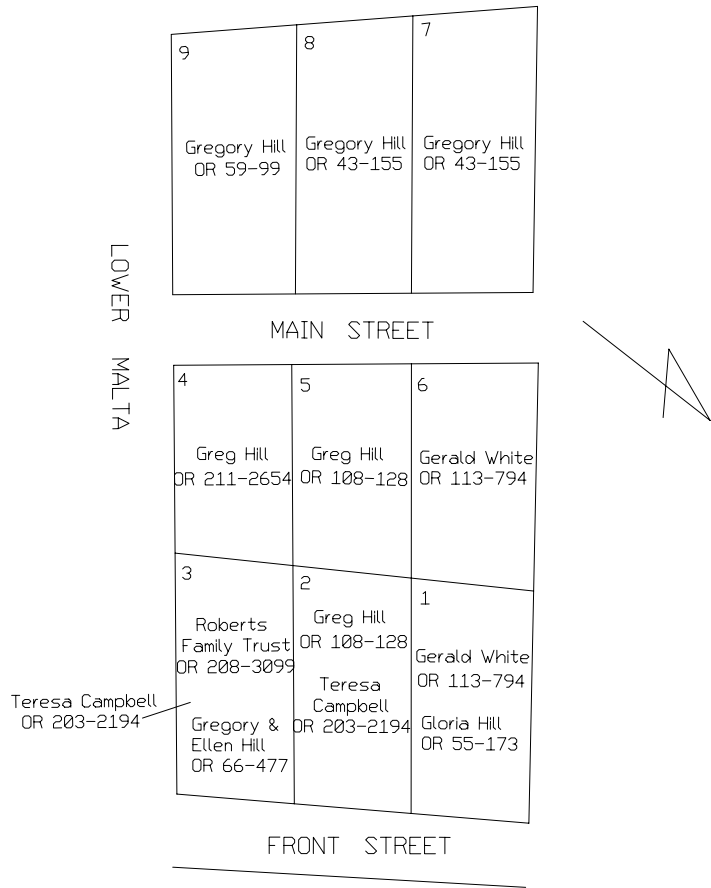 9
8
7
Gregory Hill
OR 59-99
Gregory Hill
OR 43-155
Gregory Hill
OR 43-155
LOWER MALTA
MAIN STREET
4
5
6
Greg Hill
OR 211-2654
Greg Hill
OR 108-128
Gerald White
OR 113-794
3
2
1
Roberts
Family Trust
OR 208-3099
Teresa Campbell
OR 203-2194
Gregory &
Ellen Hill
OR 66-477
Greg Hill
OR 108-128
Teresa
Campbell
OR 203-2194
Gerald White
OR 113-794
Gloria Hill
OR 55-173
FRONT STREET